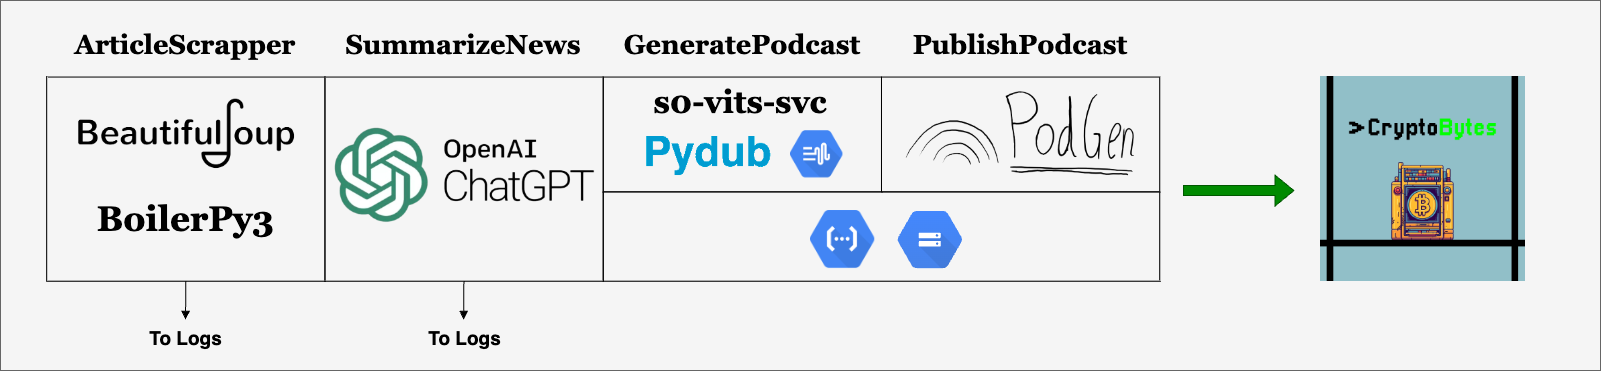 ArticleScrapper
SummarizeNews
GeneratePodcast
PublishPodcast
BeautifulSoup
BoilerPy3
OpenAI
ChatGPT
so-vits-svc
Pydub
PodGen
>CryptoBytes
To Logs
To Logs